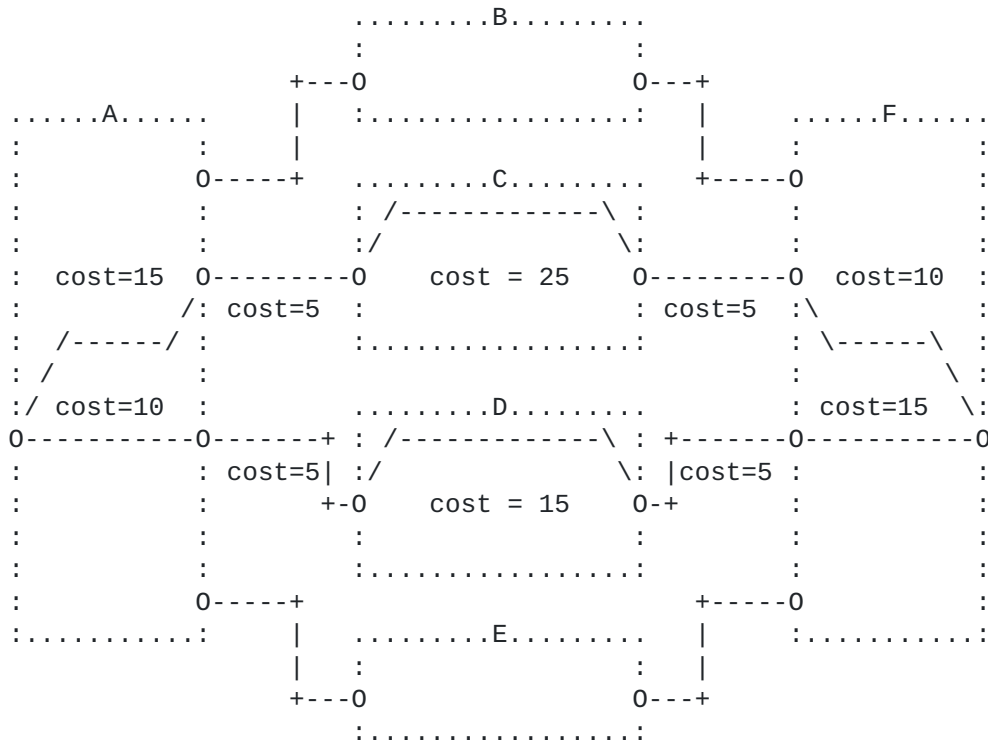 B
A
F
C
cost=15 cost = 25 cost=10
cost=5 cost=5
cost=10 D cost=15
cost=5 cost=5
cost = 15
E